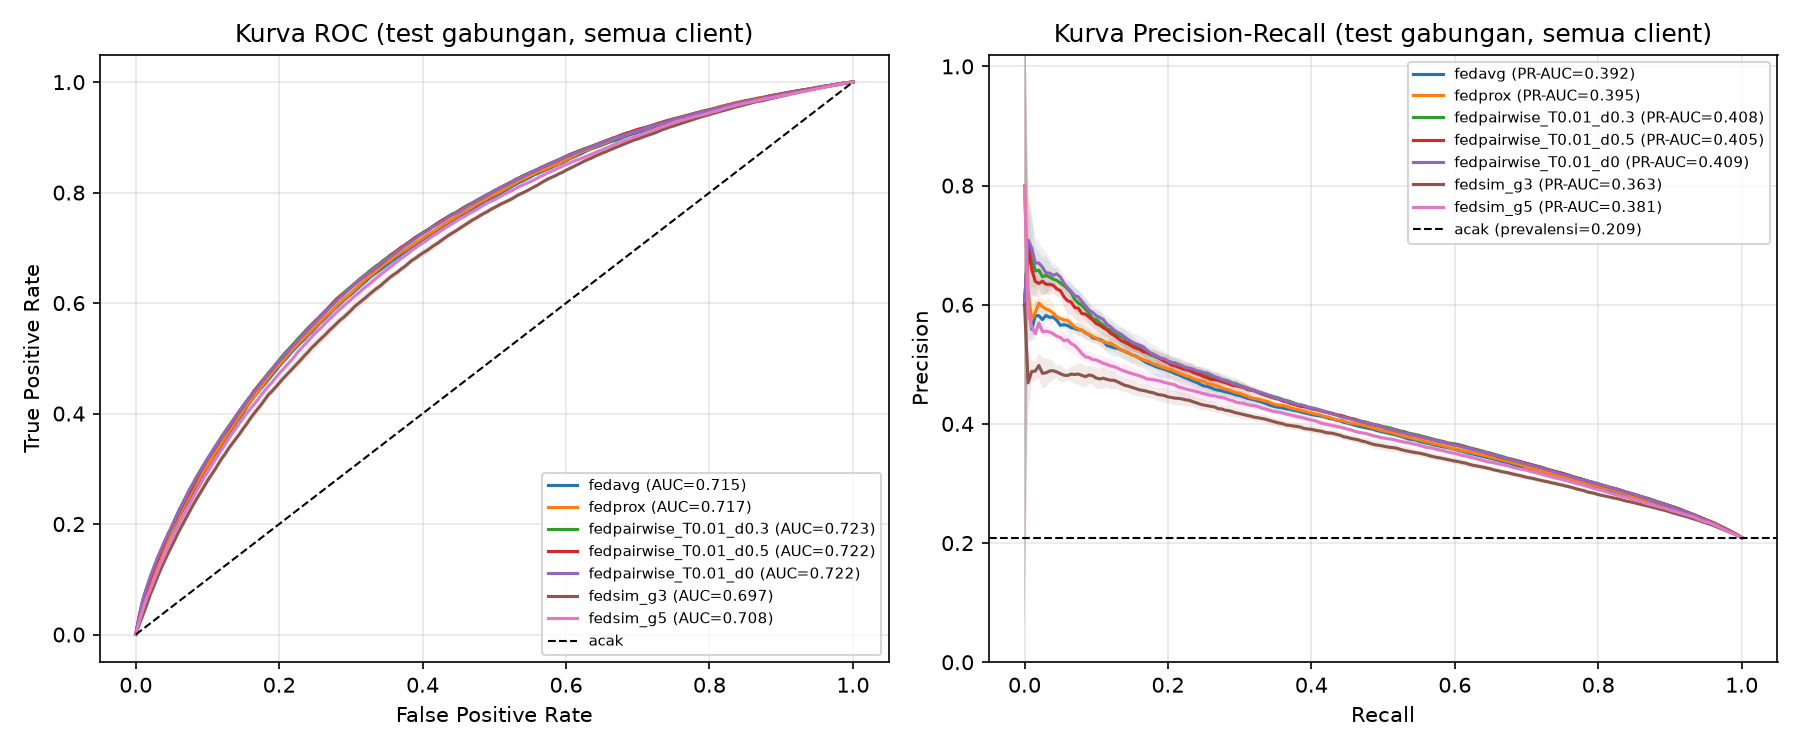 Kurva ROC (test gabungan, semua client)
True Positive Rate
1.0
0.8
0.6
0.4
0.2
0.0
fedavg (AUC=0.715)
fedprox (AUC=0.717)
fedpairwise_T0.01_d0.3 (AUC=0.723)
fedpairwise_T0.01_d0.5 (AUC=0.722)
fedpairwise_T0.01_d0 (AUC=0.722)
fedsim_g3 (AUC=0.697)
fedsim_g5 (AUC=0.708)
acak
0.0 0.2 0.4 0.6 0.8 1.0
False Positive Rate
Kurva Precision-Recall (test gabungan, semua client)
Precision
1.0
0.8
0.6
0.4
0.2
0.0
fedavg (PR-AUC=0.392)
fedprox (PR-AUC=0.395)
fedpairwise_T0.01_d0.3 (PR-AUC=0.408)
fedpairwise_T0.01_d0.5 (PR-AUC=0.405)
fedpairwise_T0.01_d0 (PR-AUC=0.409)
fedsim_g3 (PR-AUC=0.363)
fedsim_g5 (PR-AUC=0.381)
acak (prevalensi=0.209)
0.0 0.2 0.4 0.6 0.8 1.0
Recall